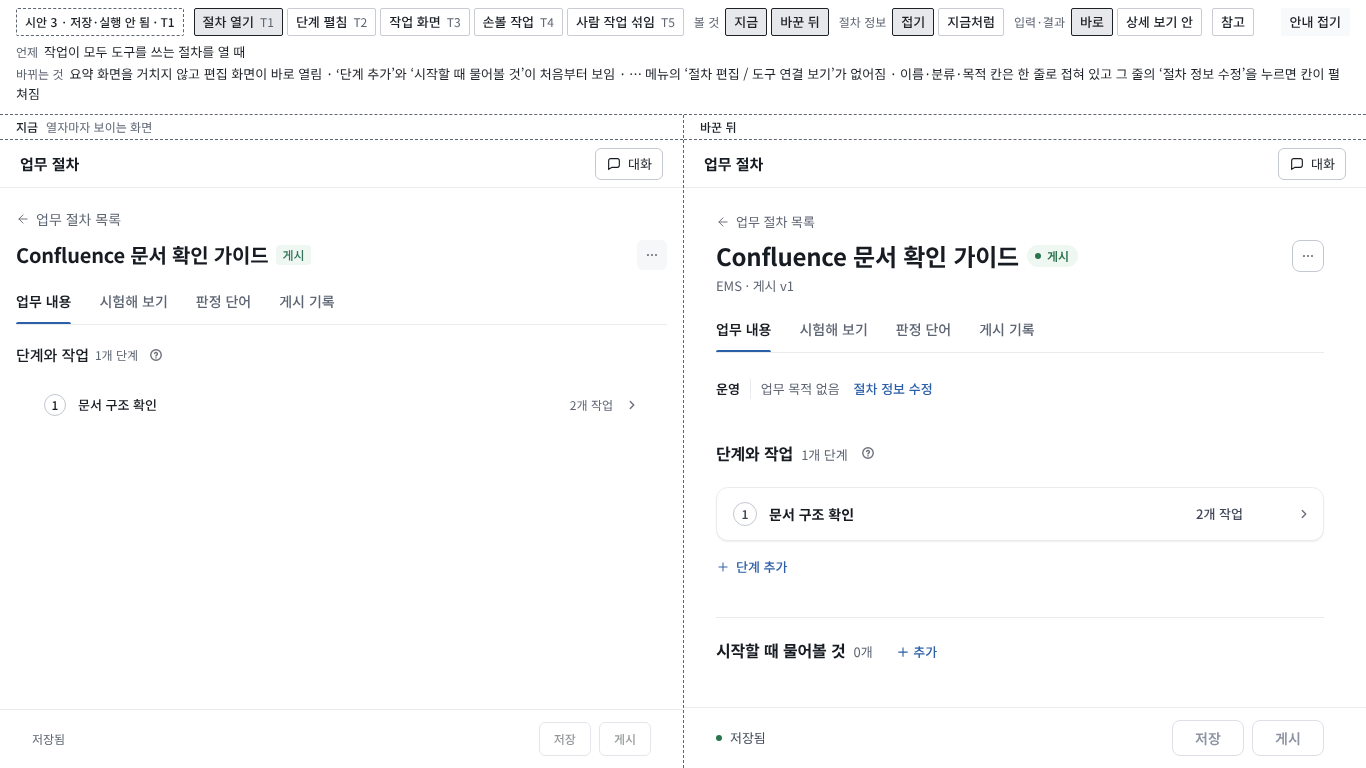 시안 3 · 저장·실행 안 됨 · T1 절차 열기 T1 단계 펼침 T2 작업 화면 T3 손볼 작업 T4 사람 작업 섞임 T5 볼 것 지금 바꾼 뒤 절차 정보 접기 지금처럼 입력·결과 바로 상세 보기 안 참고 안내 접기
언제 작업이 모두 도구를 쓰는 절차를 열 때
바뀌는 것 요약 화면을 거치지 않고 편집 화면이 바로 열림 · ‘단계 추가’와 ‘시작할 때 물어볼 것’이 처음부터 보임 · ⋯ 메뉴의 ‘절차 편집 / 도구 연결 보기’가 없어짐 · 이름·분류·목적 칸은 한 줄로 접혀 있고 그 줄의 ‘절차 정보 수정’을 누르면 칸이 펼
쳐짐
지금 열자마자 보이는 화면
업무 절차
대화
← 업무 절차 목록
Confluence 문서 확인 가이드 게시
업무 내용 시험해 보기 판정 단어 게시 기록
단계와 작업 1개 단계
1 문서 구조 확인 2개 작업
저장됨 저장 게시
바꾼 뒤
업무 절차
대화
← 업무 절차 목록
Confluence 문서 확인 가이드 게시
EMS · 게시 v1
업무 내용 시험해 보기 판정 단어 게시 기록
운영 업무 목적 없음 절차 정보 수정
단계와 작업 1개 단계
1 문서 구조 확인 2개 작업
+ 단계 추가
시작할 때 물어볼 것 0개 + 추가
저장됨 저장 게시